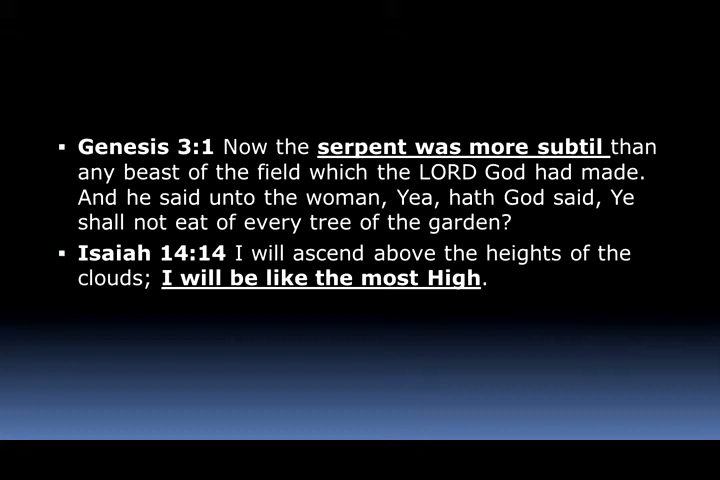 ▪ Genesis 3:1 Now the serpent was more subtil than
any beast of the field which the LORD God had made.
And he said unto the woman, Yea, hath God said, Ye
shall not eat of every tree of the garden?
▪ Isaiah 14:14 I will ascend above the heights of the
clouds; I will be like the most High.